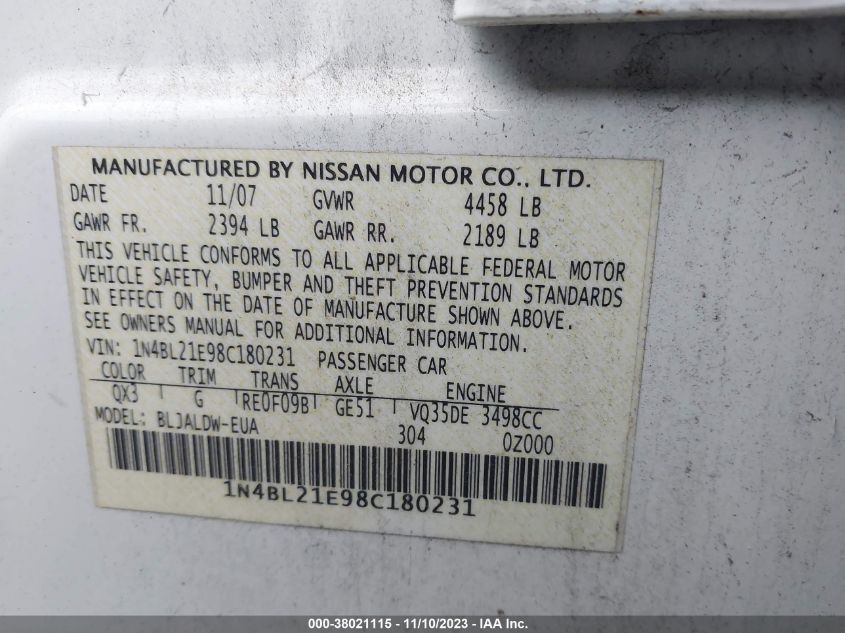 MANUFACTURED BY NISSAN MOTOR CO., LTD.
DATE 11/07 GVWR 4458 LB
GAWR FR. 2394 LB GAWR RR. 2189 LB
THIS VEHICLE CONFORMS TO ALL APPLICABLE FEDERAL MOTOR
VEHICLE SAFETY, BUMPER AND THEFT PREVENTION STANDARDS
IN EFFECT ON THE DATE OF MANUFACTURE SHOWN ABOVE.
SEE OWNERS MANUAL FOR ADDITIONAL INFORMATION.
VIN: 1N4BL21E98C180231 PASSENGER CAR
COLOR TRIM TRANS AXLE ENGINE
QX3 G RE0F09B GE51 VQ35DE 3498CC
MODEL: BLJALDW-EUA 304 0Z000
1N4BL21E98C180231
000-38021115 - 11/10/2023 - IAA Inc.